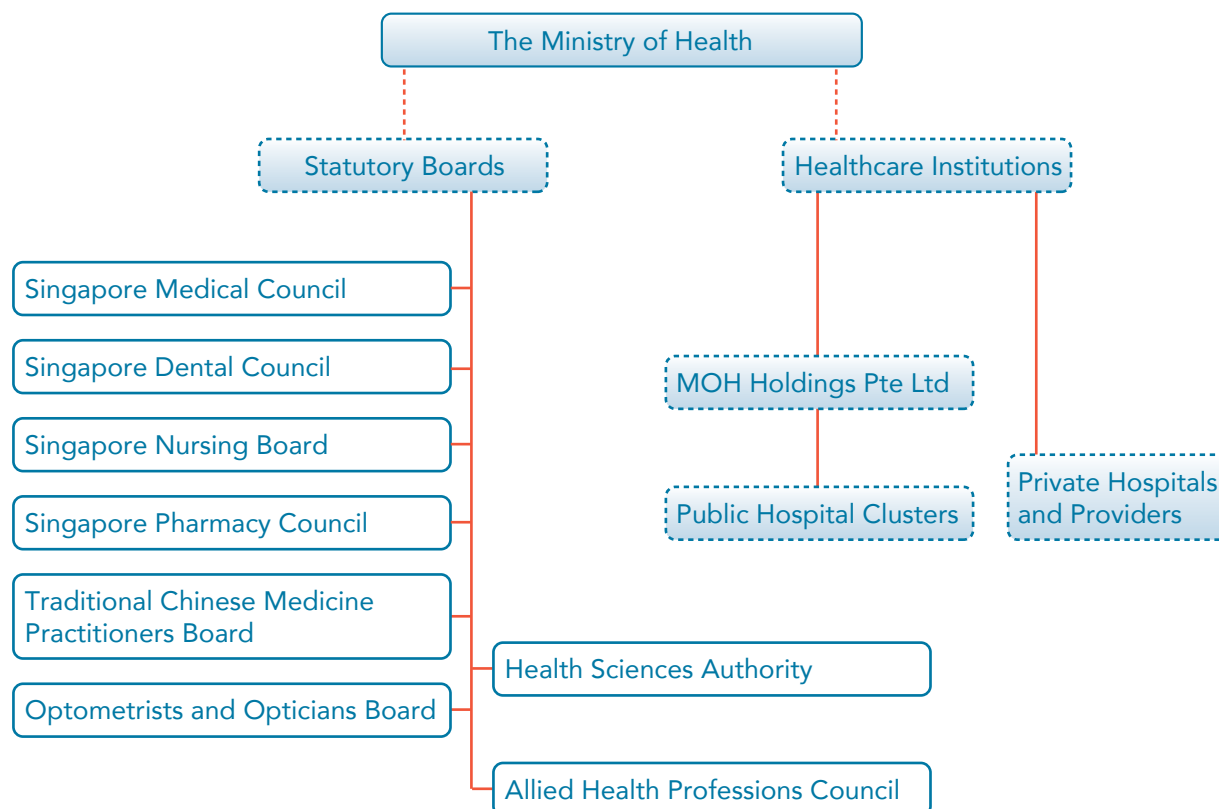 The Ministry of Health
Statutory Boards
Healthcare Institutions
Singapore Medical Council
Singapore Dental Council
Singapore Nursing Board
Singapore Pharmacy Council
Traditional Chinese Medicine
Practitioners Board
Optometrists and Opticians Board
Health Sciences Authority
Allied Health Professions Council
MOH Holdings Pte Ltd
Public Hospital Clusters
Private Hospitals
and Providers